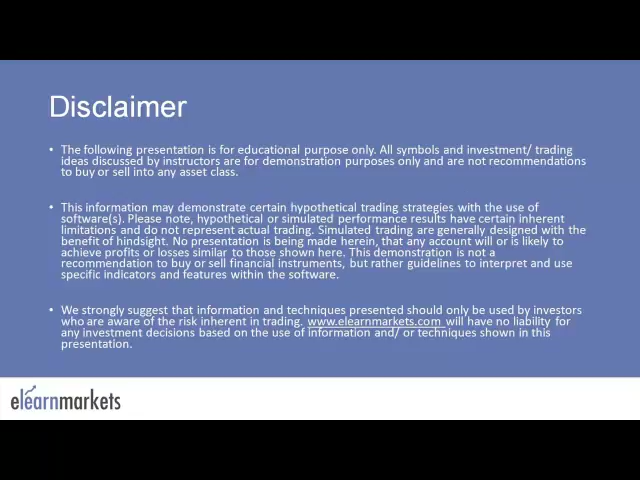 Disclaimer
• The following presentation is for educational purpose only. All symbols and investment/ trading
ideas discussed by instructors are for demonstration purposes only and are not recommendations
to buy or sell into any asset class.
• This information may demonstrate certain hypothetical trading strategies with the use of
software(s). Please note, hypothetical or simulated performance results have certain inherent
limitations and do not represent actual trading. Simulated trading are generally designed with the
benefit of hindsight. No presentation is being made herein, that any account will or is likely to
achieve profits or losses similar to those shown here. This demonstration is not a
recommendation to buy or sell financial instruments, but rather guidelines to interpret and use
specific indicators and features within the software.
• We strongly suggest that information and techniques presented should only be used by investors
who are aware of the risk inherent in trading. www.elearnmarkets.com will have no liability for
any investment decisions based on the use of information and/ or techniques shown in this
presentation.
elearnmarkets